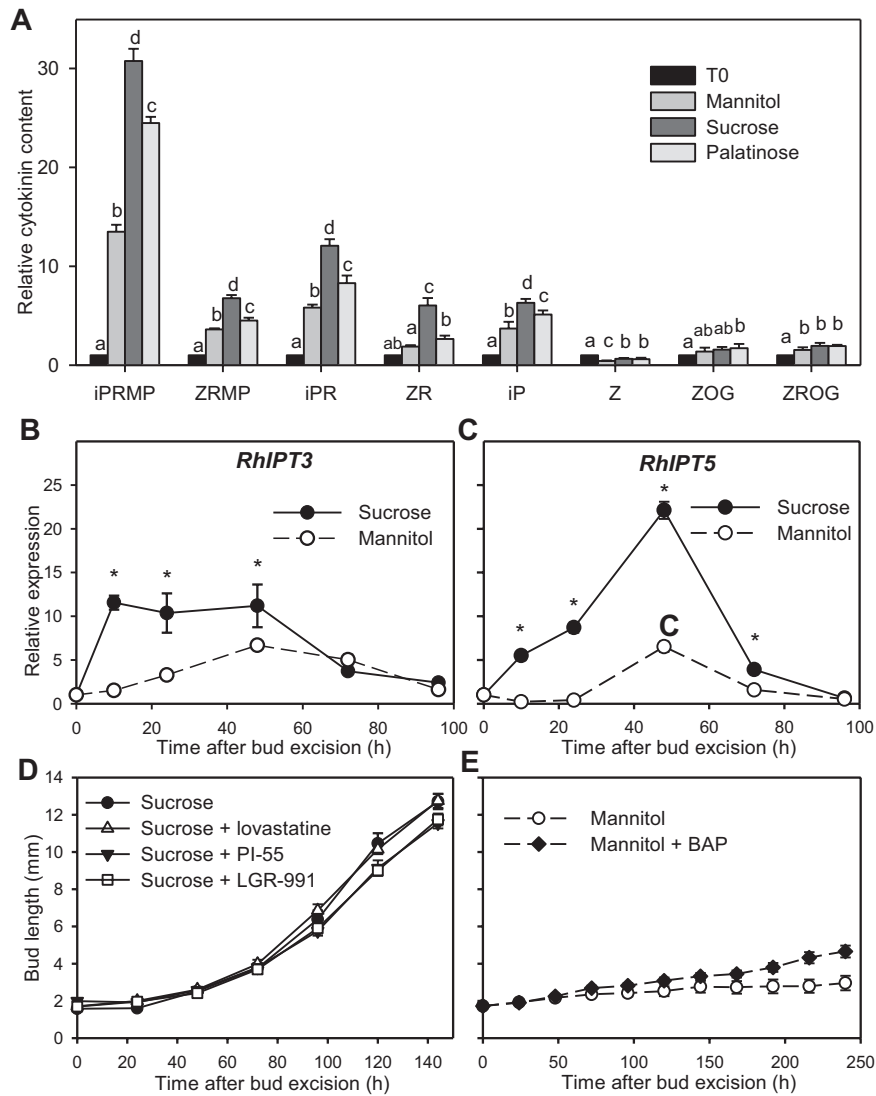 A
Relative cytokinin content
30
20
10
0
T0
Mannitol
Sucrose
Palatinose
a b d c
a b d c
a b d c
ab a c b
a b d c
a c b b
a ab ab b
a b b b
iPRMP ZRMP iPR ZR iP Z ZOG ZROG
B
RhIPT3
Relative expression
25
20
15
10
5
0
Sucrose
Mannitol
* * *
0 20 40 60 80 100
Time after bud excision (h)
C
RhIPT5
Sucrose
Mannitol
* * * *
C
0 20 40 60 80 100
Time after bud excision (h)
D
Bud length (mm)
14
12
10
8
6
4
2
0
Sucrose
Sucrose + lovastatine
Sucrose + PI-55
Sucrose + LGR-991
0 20 40 60 80 100 120 140
Time after bud excision (h)
E
Mannitol
Mannitol + BAP
0 50 100 150 200 250
Time after bud excision (h)